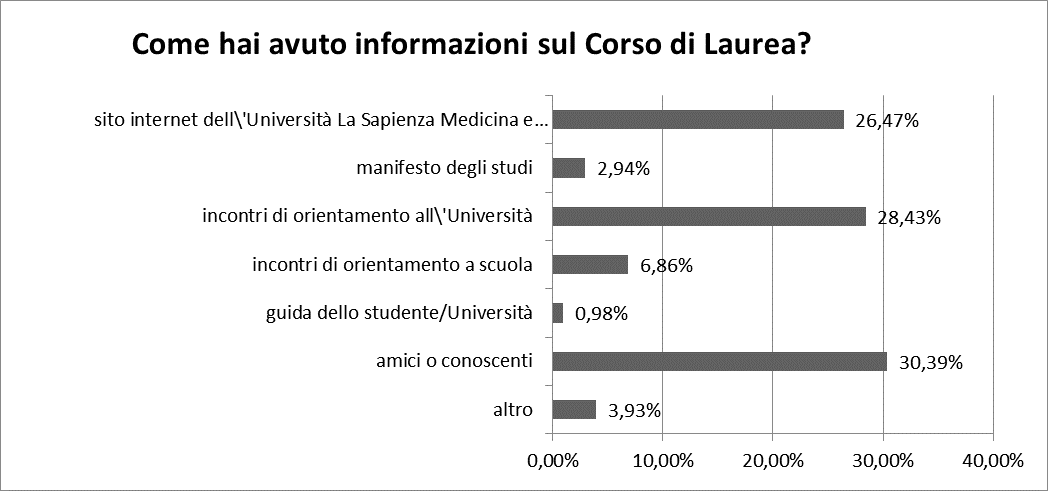 Come hai avuto informazioni sul Corso di Laurea?
sito internet dell\'Università La Sapienza Medicina e... 26,47%
manifesto degli studi 2,94%
incontri di orientamento all\'Università 28,43%
incontri di orientamento a scuola 6,86%
guida dello studente/Università 0,98%
amici o conoscenti 30,39%
altro 3,93%
0,00% 10,00% 20,00% 30,00% 40,00%